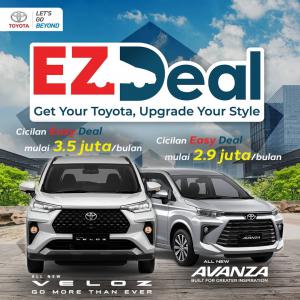 TOYOTA
LET'S
GO
BEYOND
EZ Deal
Get Your Toyota, Upgrade Your Style
Cicilan Easy Deal
mulai 3.5 juta/bulan
Cicilan Easy Deal
mulai 2.9 juta/bulan
VELOZ
ALL NEW
VELOZ
GO MORE THAN EVER
ALL NEW
AVANZA
BUILT FOR GREATER INSPIRATION